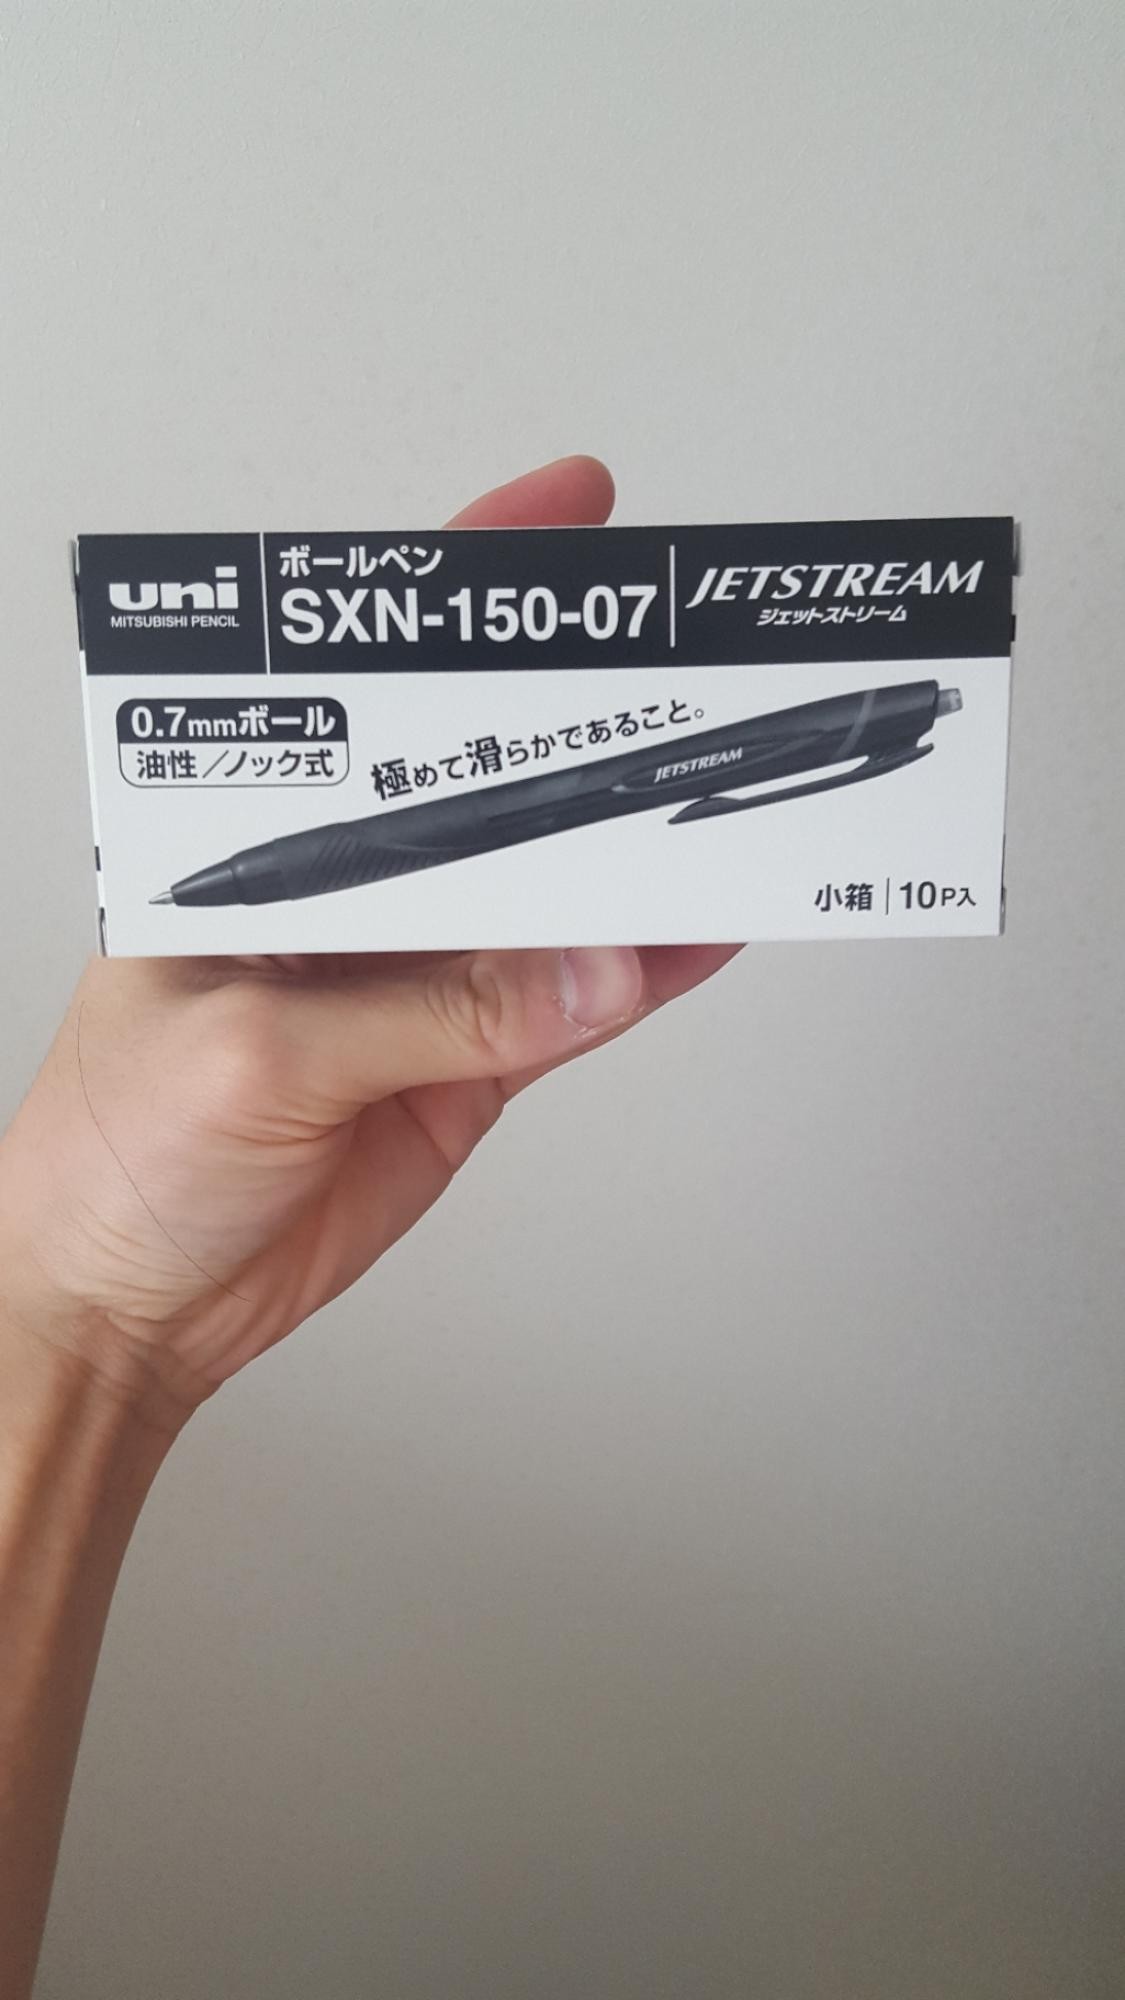 uni
MITSUBISHI PENCIL
ボールペン
SXN-150-07
JETSTREAM
ジェットストリーム
0.7mmボール
油性/ノック式
極めて滑らかであること。
JETSTREAM
小箱 | 10P入